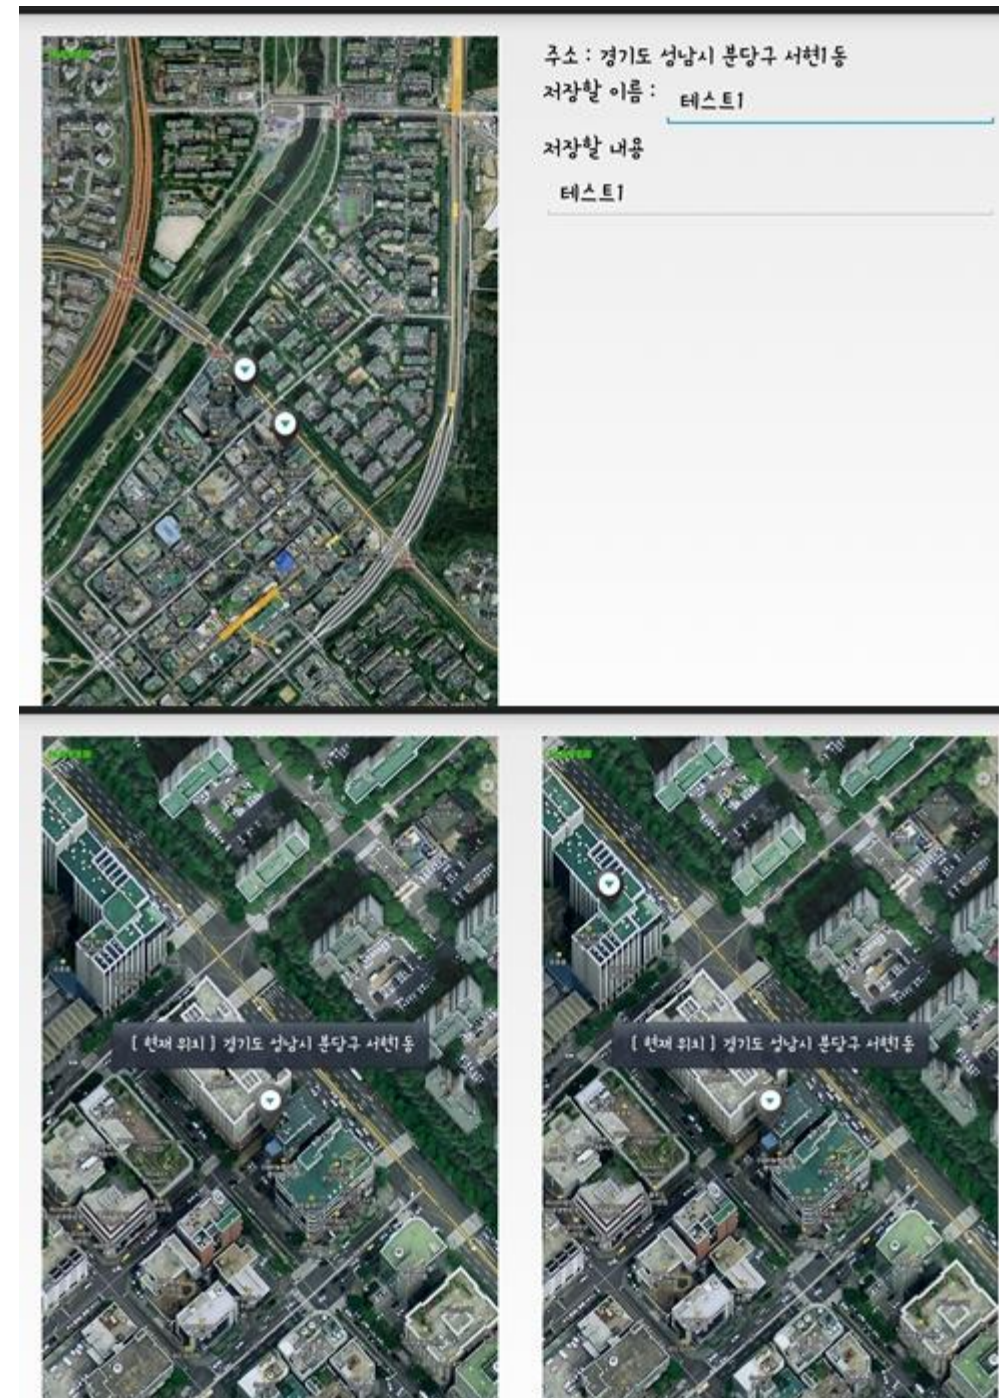 주소 : 경기도 성남시 분당구 서현1동
저장할 이름 : 테스트1
저장할 내용
테스트1
[ 현재 위치 ] 경기도 성남시 분당구 서현1동
[ 현재 위치 ] 경기도 성남시 분당구 서현1동